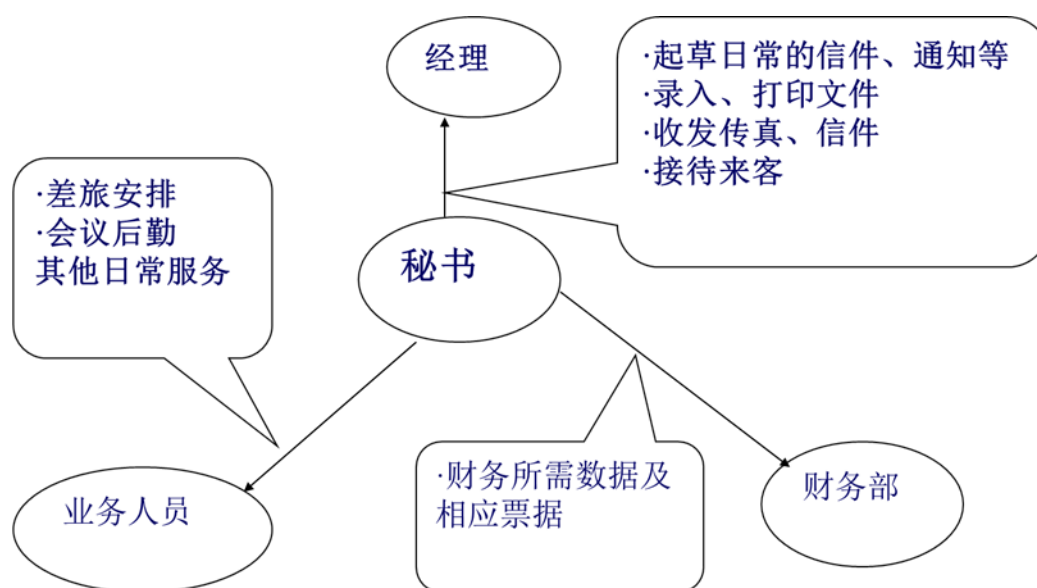 经理
·起草日常的信件、通知等
·录入、打印文件
·收发传真、信件
·接待来客
·差旅安排
·会议后勤
其他日常服务
秘书
·财务所需数据及
相应票据
业务人员
财务部